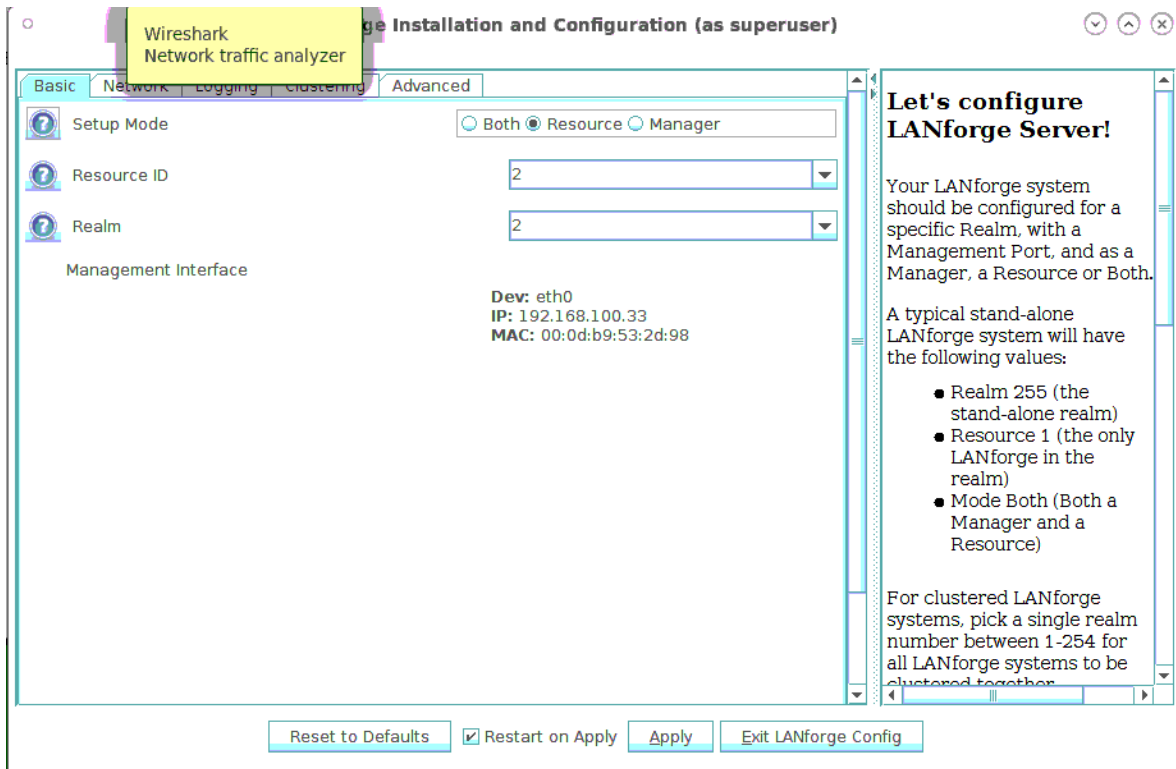 Wireshark
Network traffic analyzer
ge Installation and Configuration (as superuser)
Basic Network Logging Clustering Advanced
Setup Mode
Both Resource Manager
Resource ID
2
Realm
2
Management Interface
Dev: eth0
IP: 192.168.100.33
MAC: 00:0d:b9:53:2d:98
Let's configure
LANforge Server!
Your LANforge system
should be configured for a
specific Realm, with a
Management Port, and as a
Manager, a Resource or Both.
A typical stand-alone
LANforge system will have
the following values:
Realm 255 (the
stand-alone realm)
Resource 1 (the only
LANforge in the
realm)
Mode Both (Both a
Manager and a
Resource)
For clustered LANforge
systems, pick a single realm
number between 1-254 for
all LANforge systems to be
clustered together
Reset to Defaults Restart on Apply Apply Exit LANforge Config